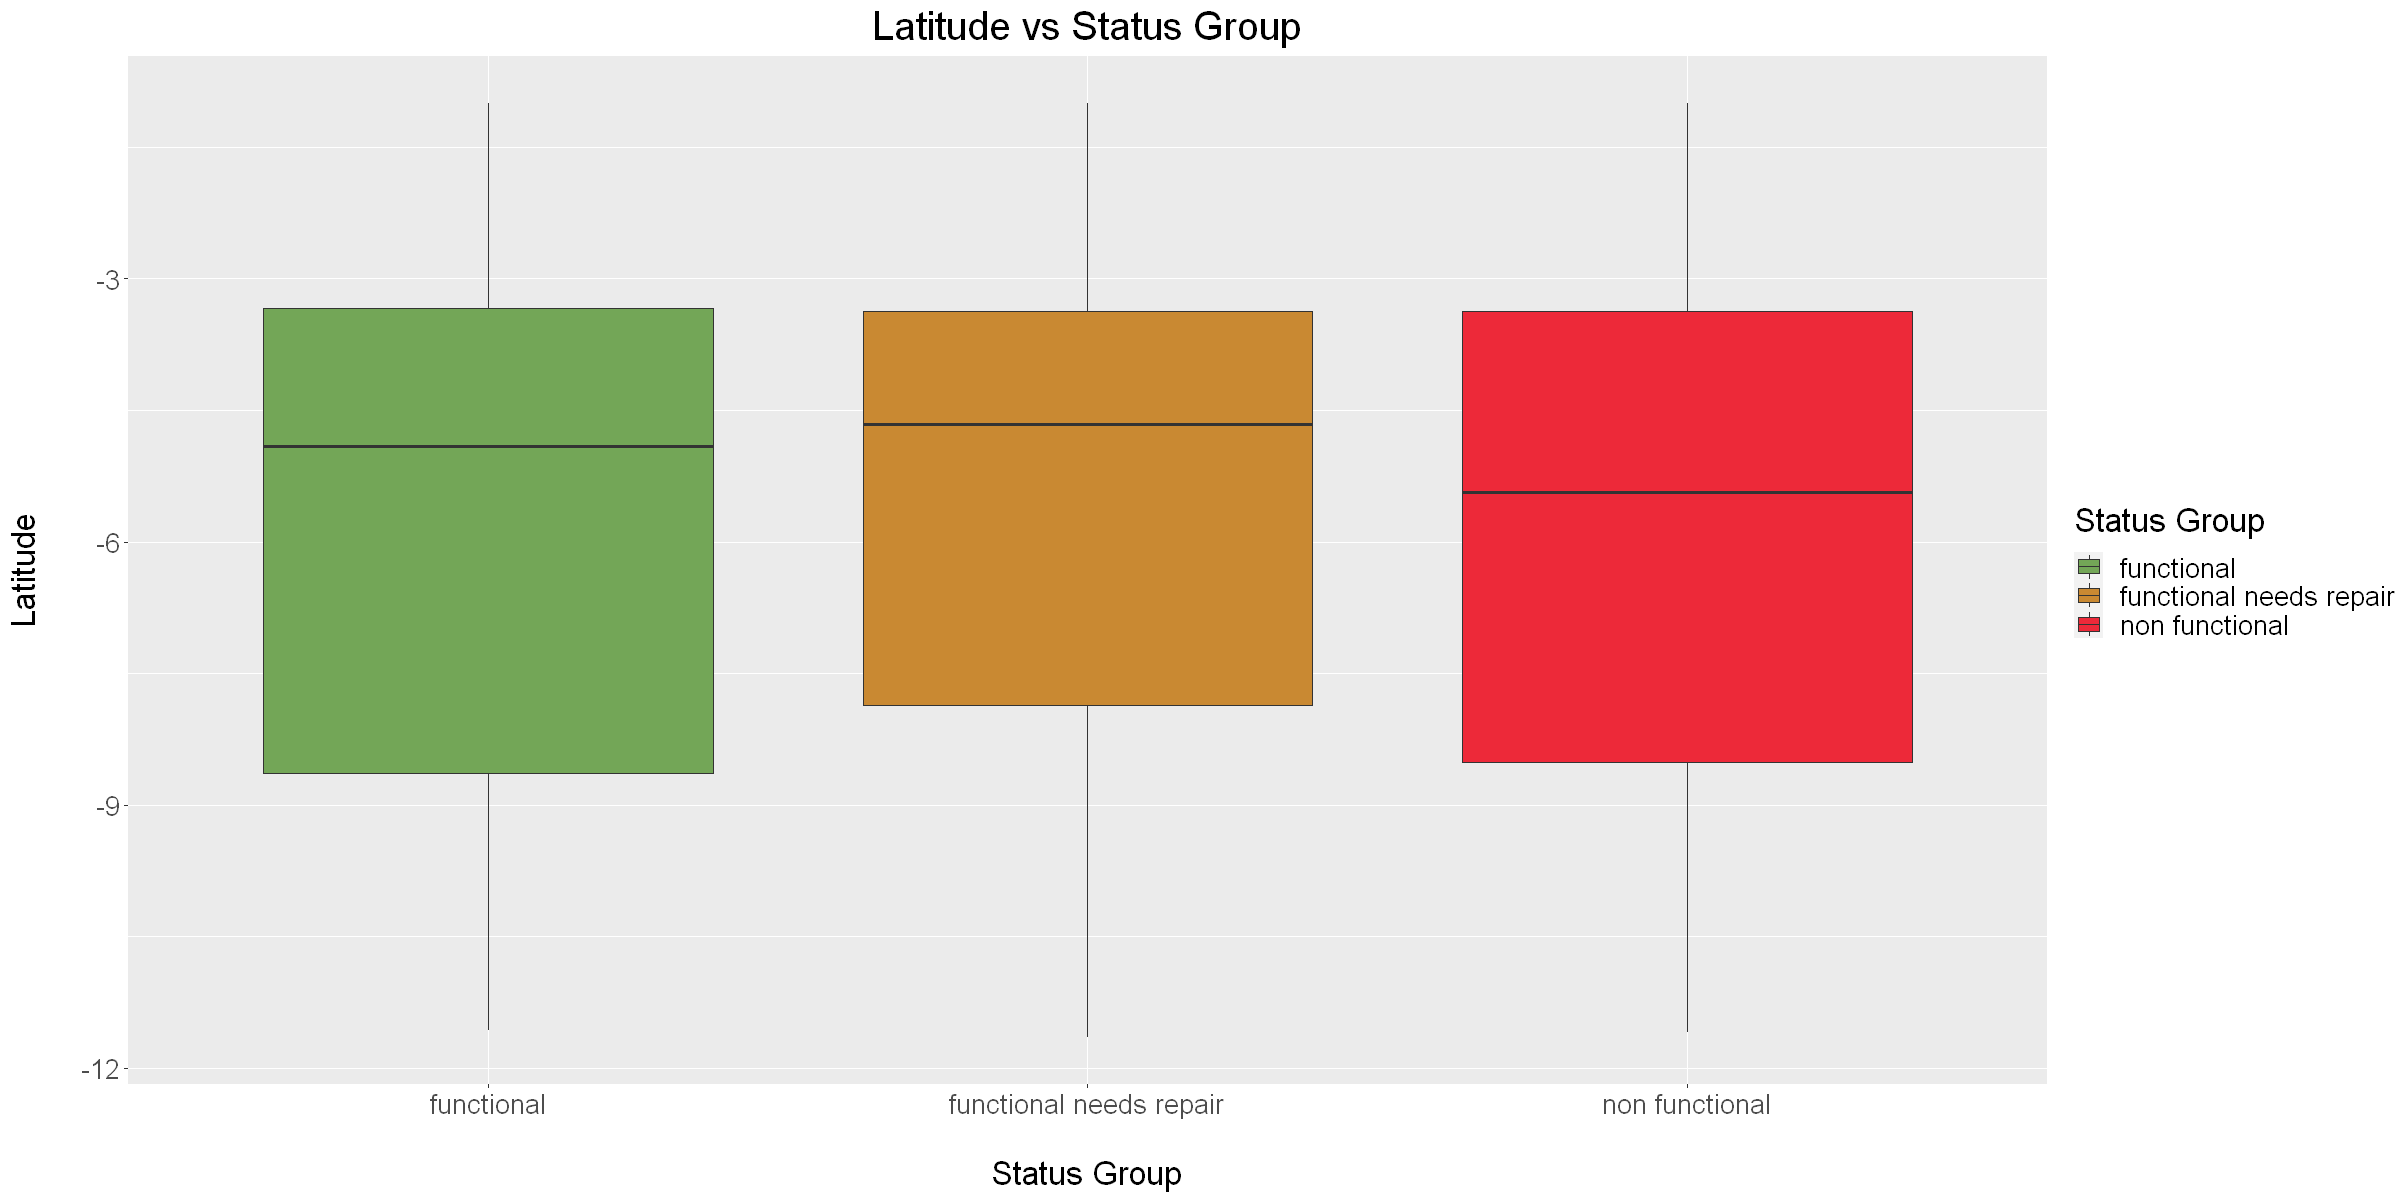 Latitude vs Status Group
Latitude
-3
-6
-9
-12
functional
functional needs repair
non functional
Status Group
Status Group
functional
functional needs repair
non functional